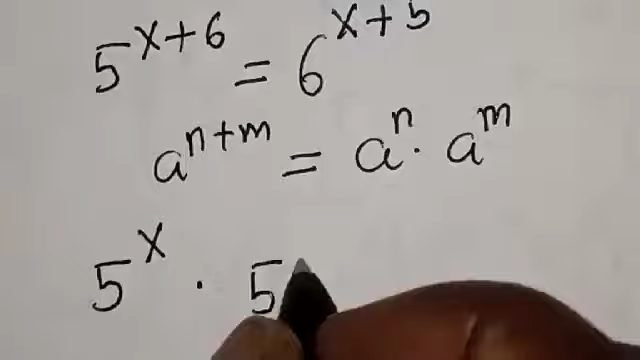 5^{x+6} = 6^{x+5}
a^{n+m} = a^n · a^m
5^x · 5